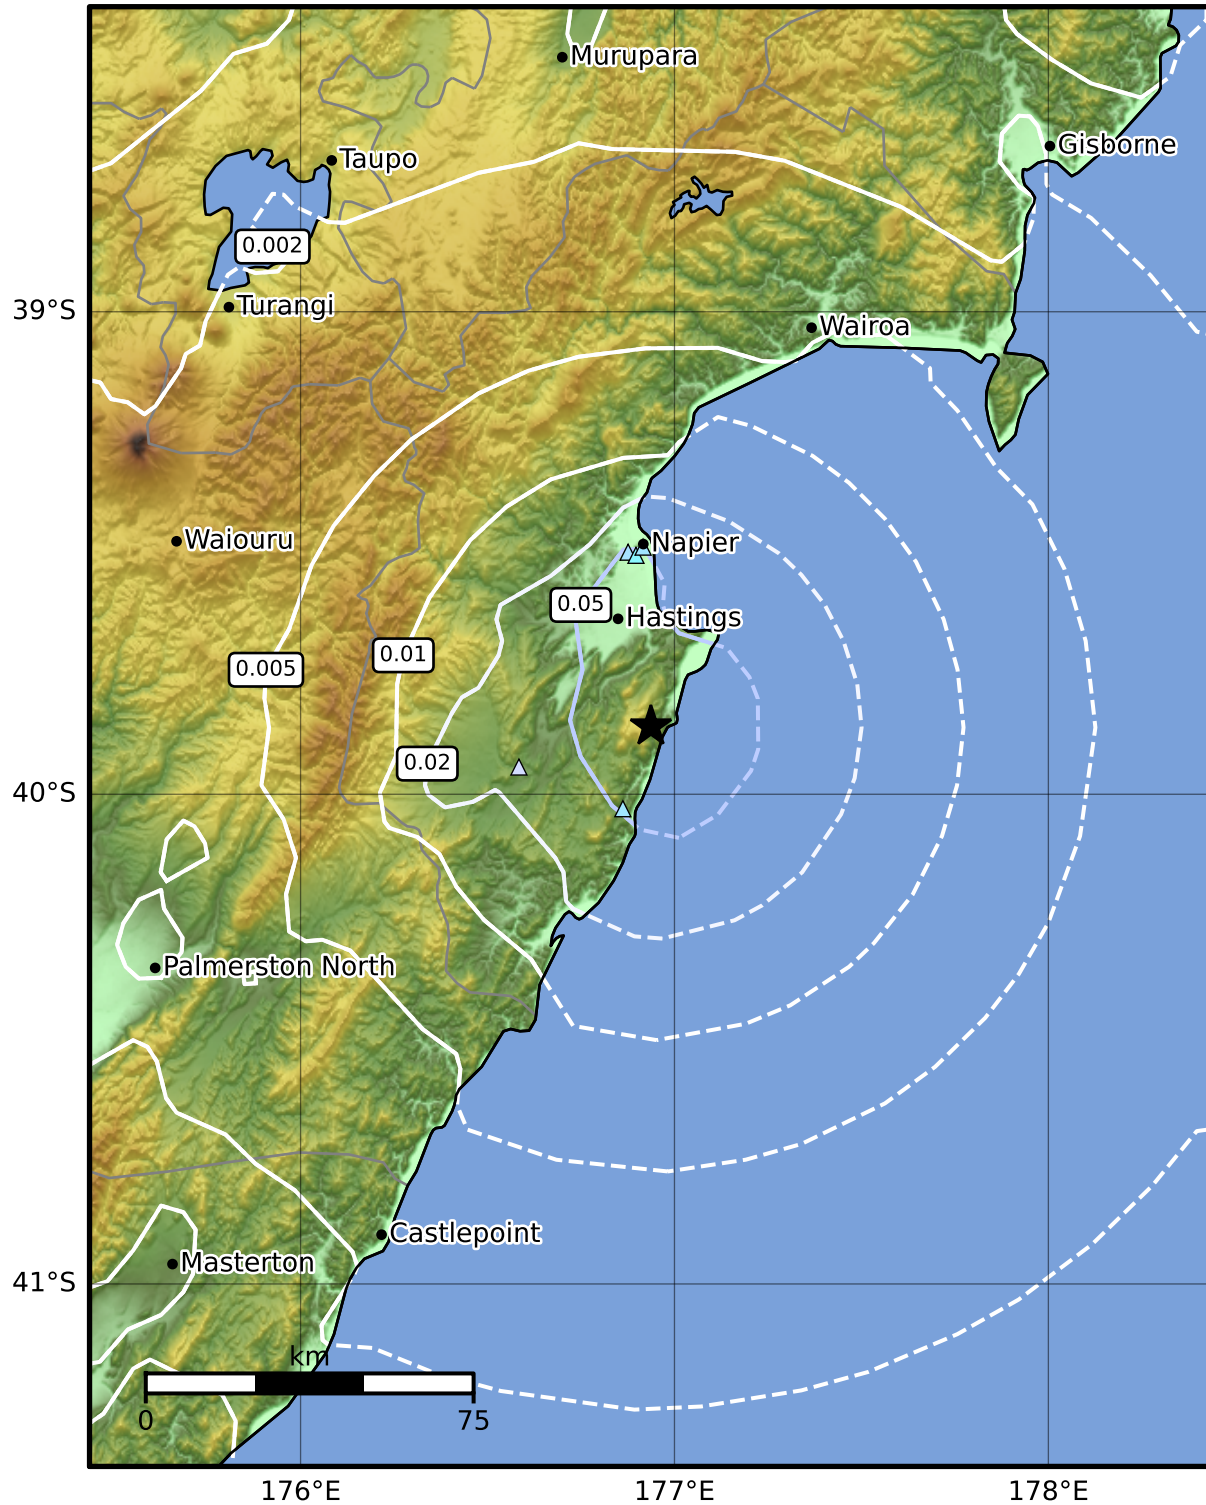 Murupara
Gisborne
Taupo
0.002
Turangi
39°S
Wairoa
Waiouru
Napier
0.05
Hastings
0.01
0.005
0.02
40°S
Palmerston North
Castlepoint
Masterton
41°S
km
0
75
176°E
177°E
178°E